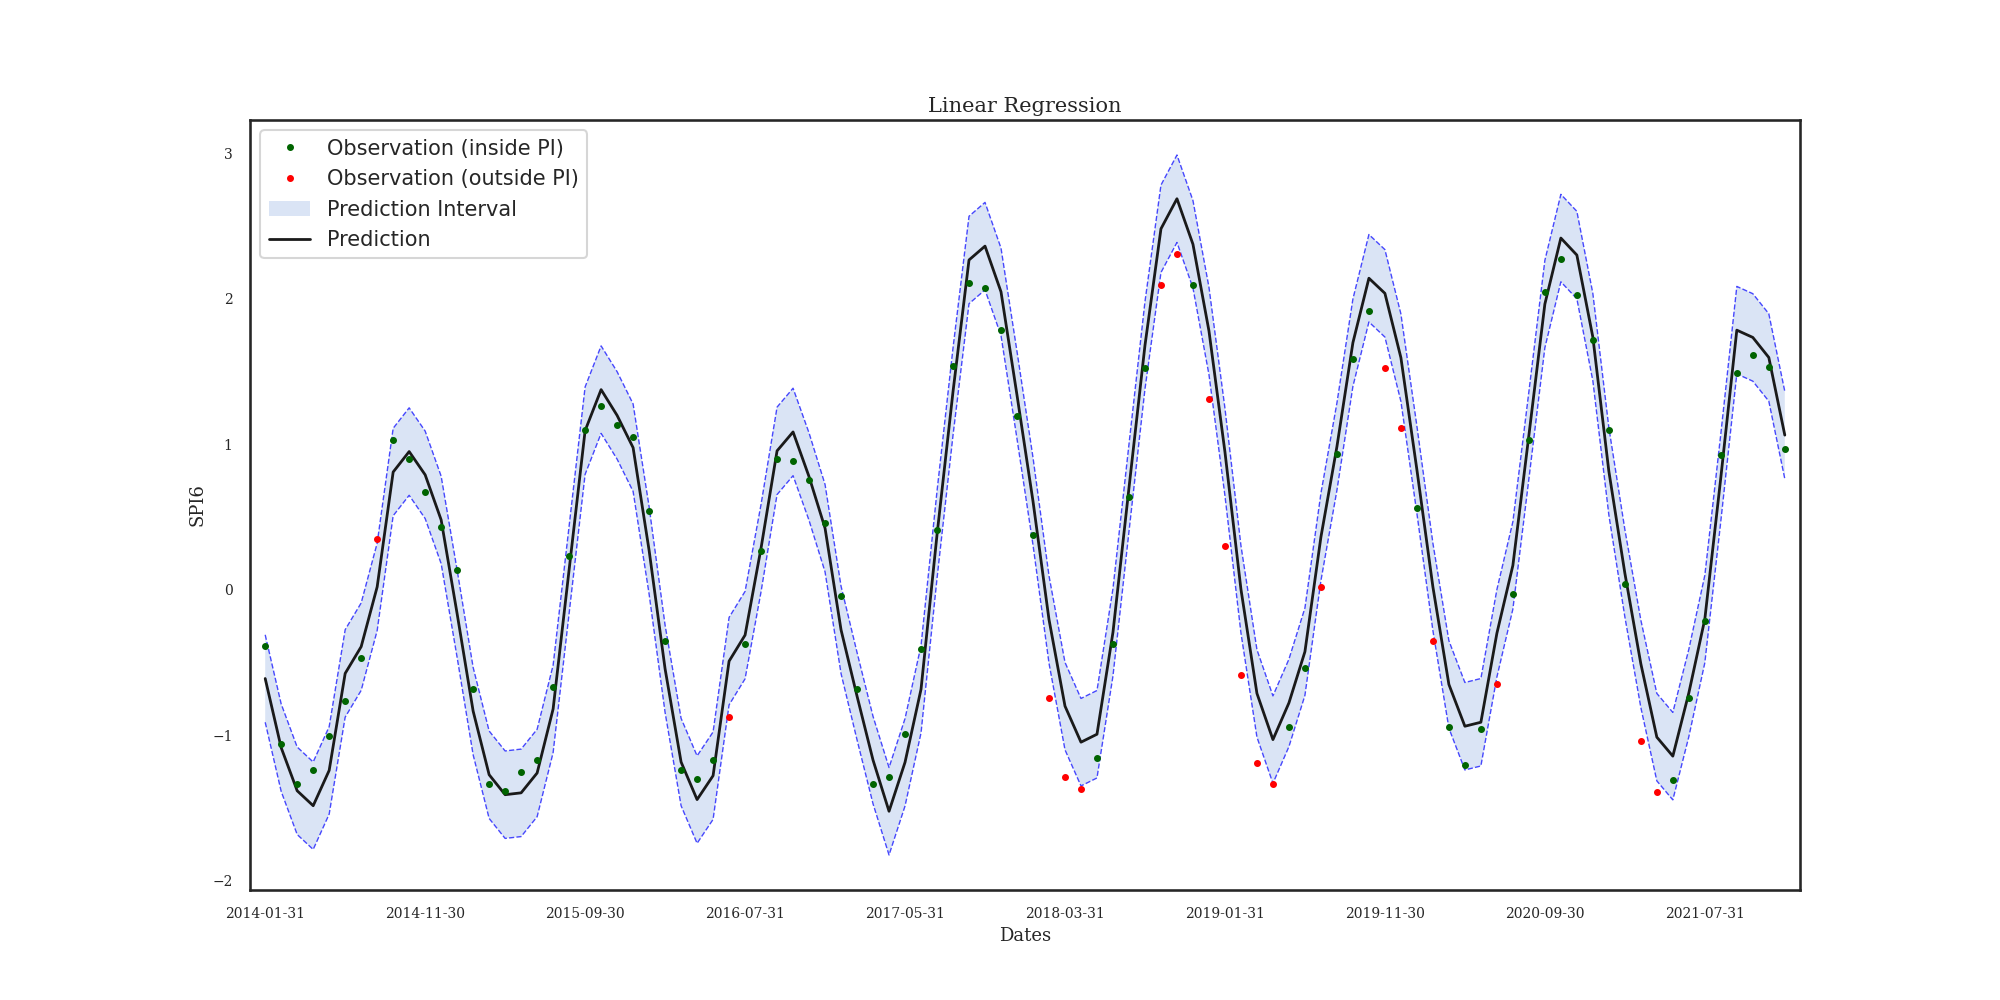 Linear Regression
Observation (inside PI)
Observation (outside PI)
Prediction Interval
Prediction
3
2
1
0
−1
−2
SPI6
2014-01-31 2014-11-30 2015-09-30 2016-07-31 2017-05-31 2018-03-31 2019-01-31 2019-11-30 2020-09-30 2021-07-31
Dates